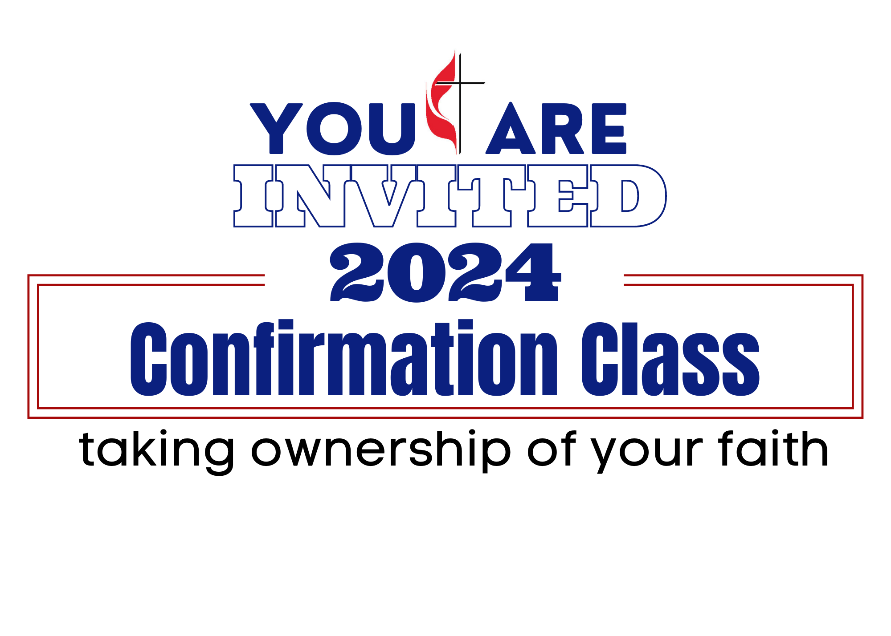 YOU ARE
INVITED
2024
Confirmation Class
taking ownership of your faith